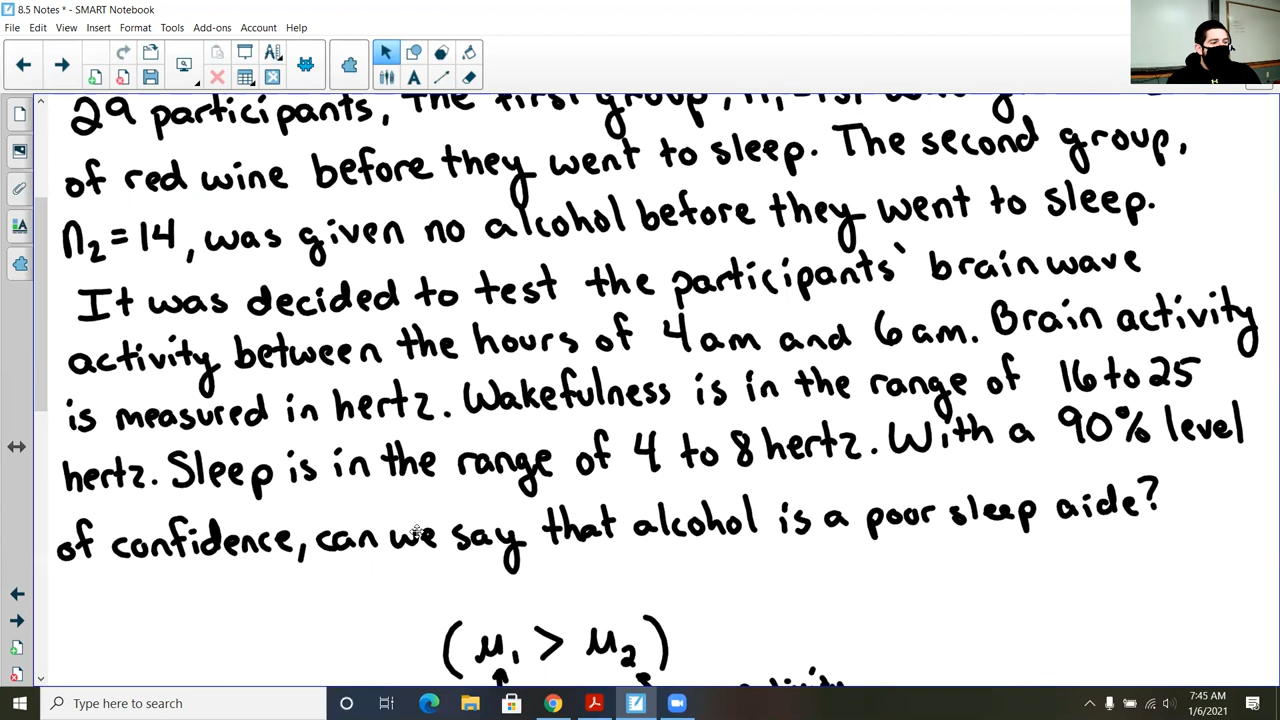 8.5 Notes * - SMART Notebook
File Edit View Insert Format Tools Add-ons Account Help
29 participants, The first group,
of red wine before they went to sleep. The second group,
n2 = 14, was given no alcohol before they went to sleep.
It was decided to test the participants' brainwave
activity between the hours of 4am and 6am. Brain activity
is measured in hertz. Wakefulness is in the range of 16 to 25
hertz. Sleep is in the range of 4 to 8 hertz. With a 90% level
of confidence, can we say that alcohol is a poor sleep aide?
(μ1 > μ2)
activity
Type here to search
7:45 AM
1/6/2021